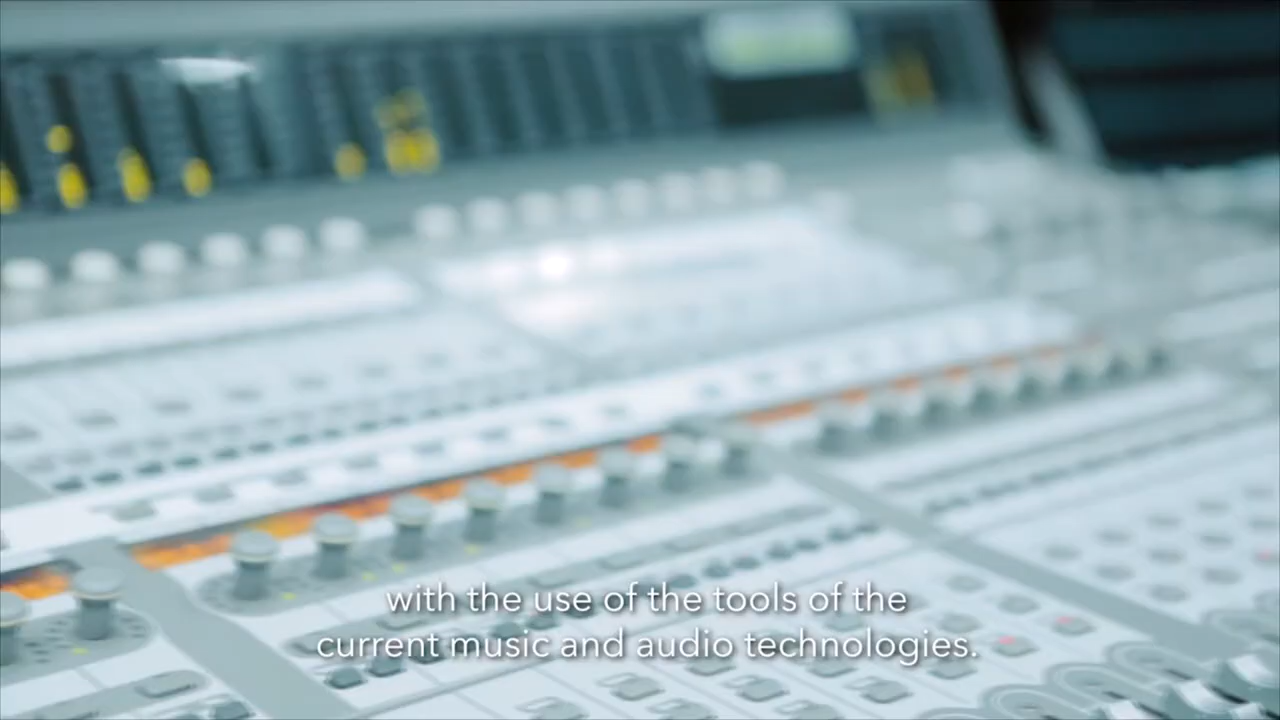 with the use of the tools of the
current music and audio technologies.